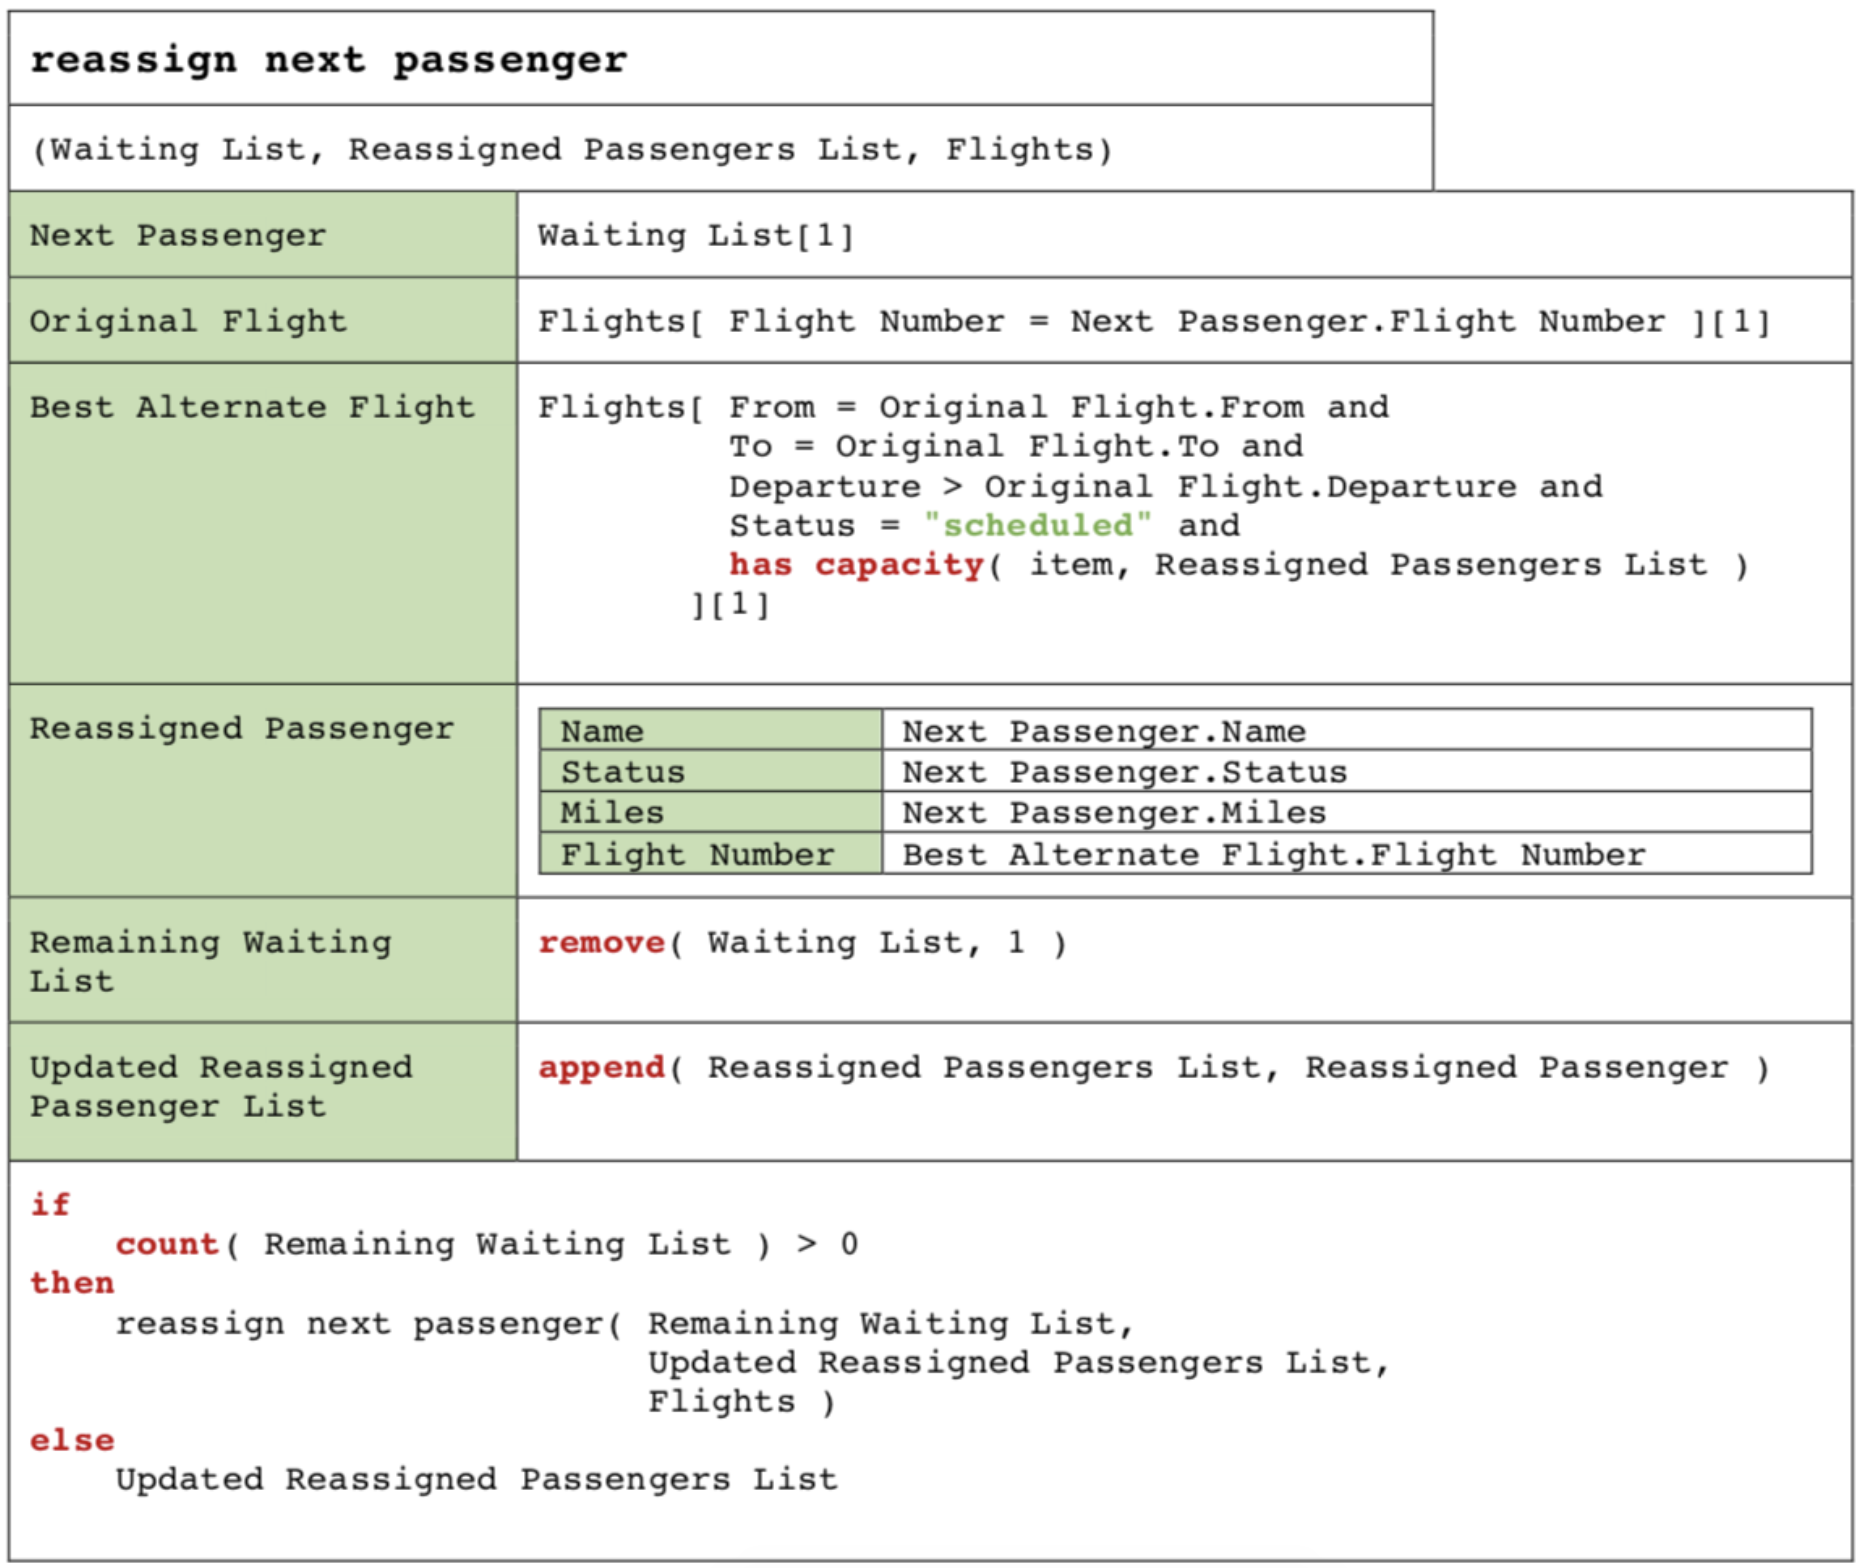 reassign next passenger
(Waiting List, Reassigned Passengers List, Flights)
Next Passenger
Waiting List[1]
Original Flight
Flights[ Flight Number = Next Passenger.Flight Number ][1]
Best Alternate Flight
Flights[ From = Original Flight.From and
To = Original Flight.To and
Departure > Original Flight.Departure and
Status = "scheduled" and
has capacity( item, Reassigned Passengers List )
][1]
Reassigned Passenger
Name
Next Passenger.Name
Status
Next Passenger.Status
Miles
Next Passenger.Miles
Flight Number
Best Alternate Flight.Flight Number
Remaining Waiting
List
remove( Waiting List, 1 )
Updated Reassigned
Passenger List
append( Reassigned Passengers List, Reassigned Passenger )
if
count( Remaining Waiting List ) > 0
then
reassign next passenger( Remaining Waiting List,
Updated Reassigned Passengers List,
Flights )
else
Updated Reassigned Passengers List